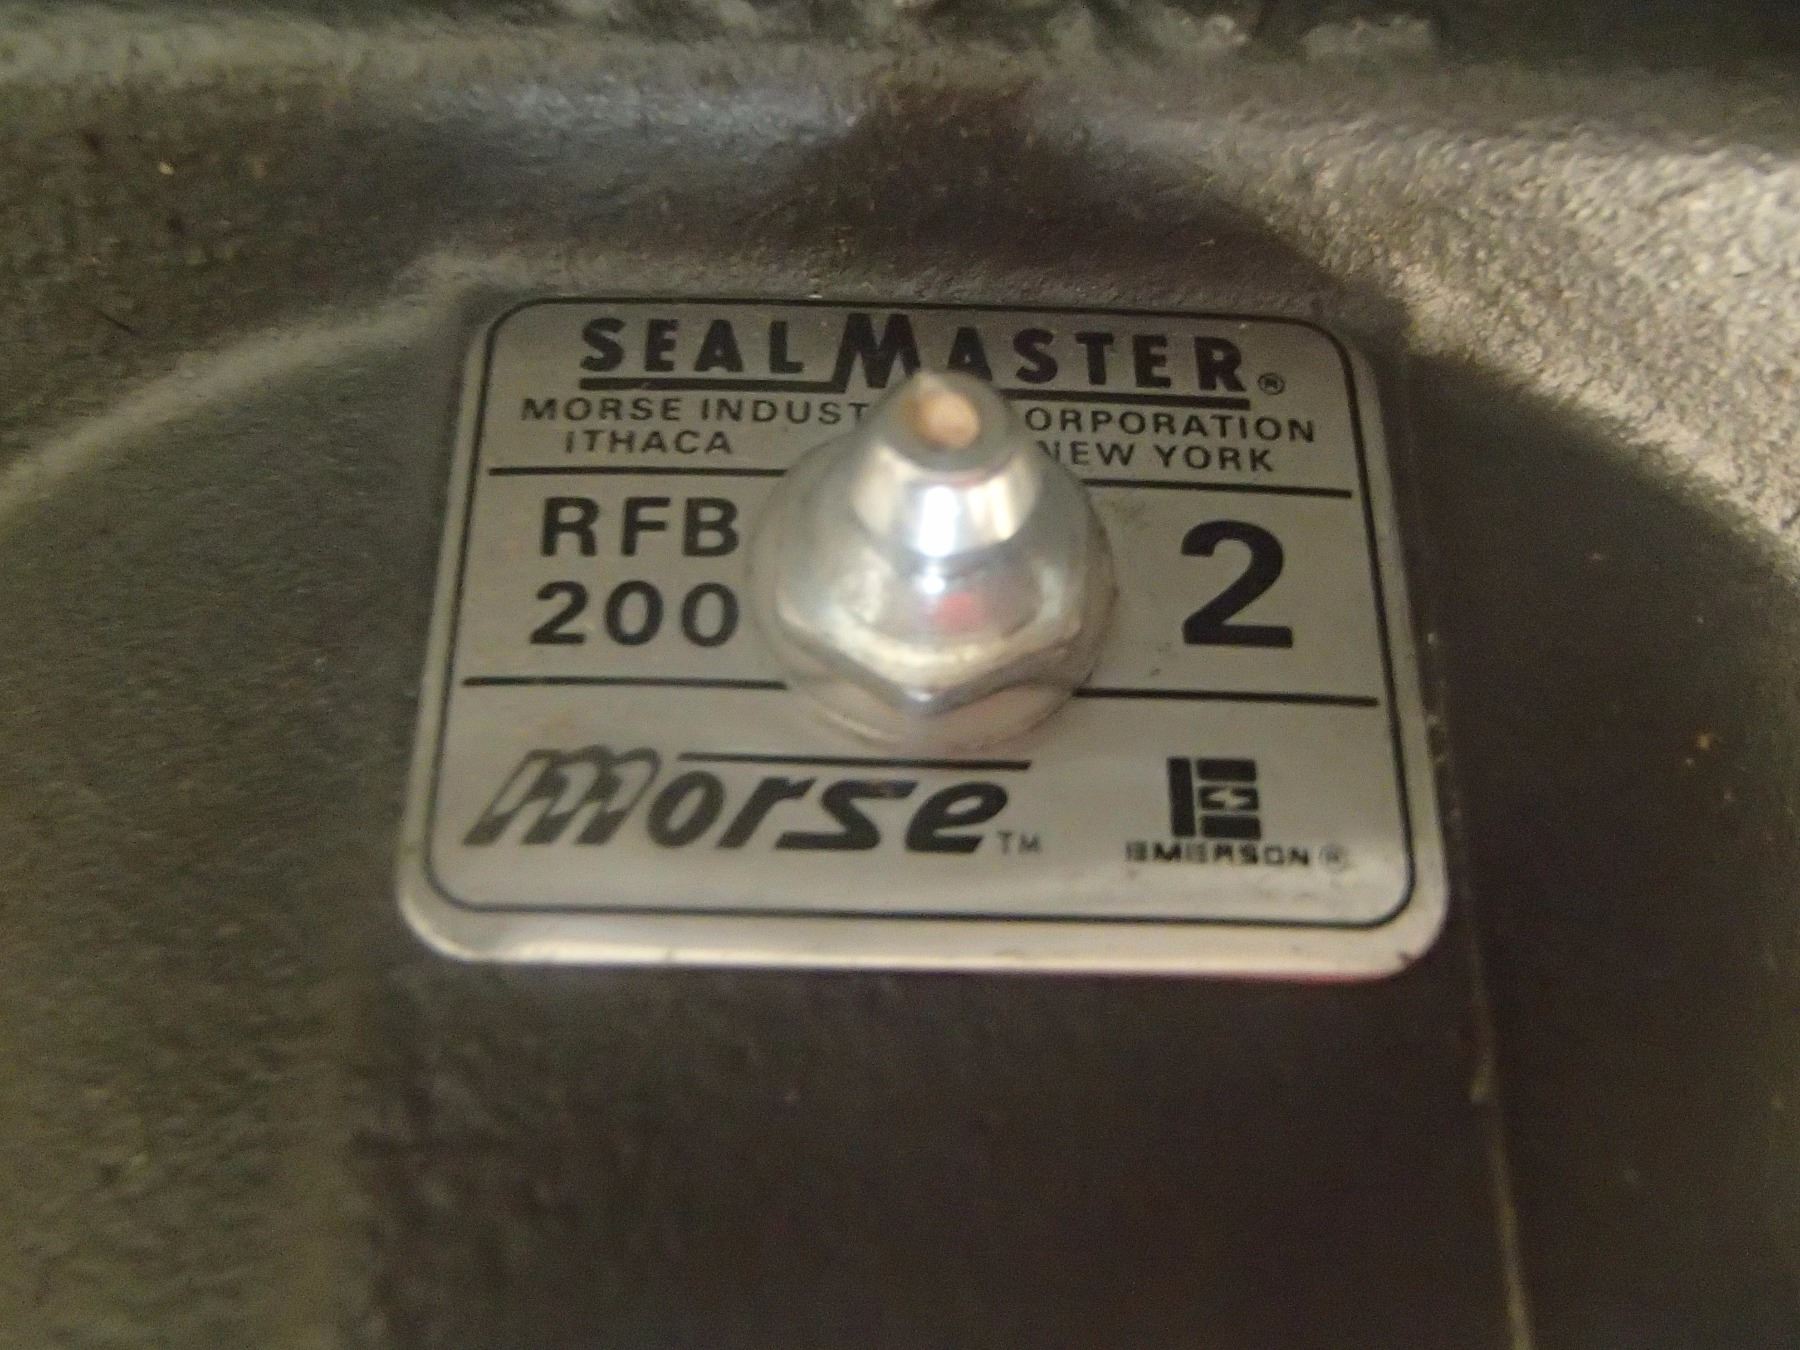 SEALMASTER®
MORSE INDUST ORPORATION
ITHACA NEW YORK
RFB
200
2
morse™
EMERSON®